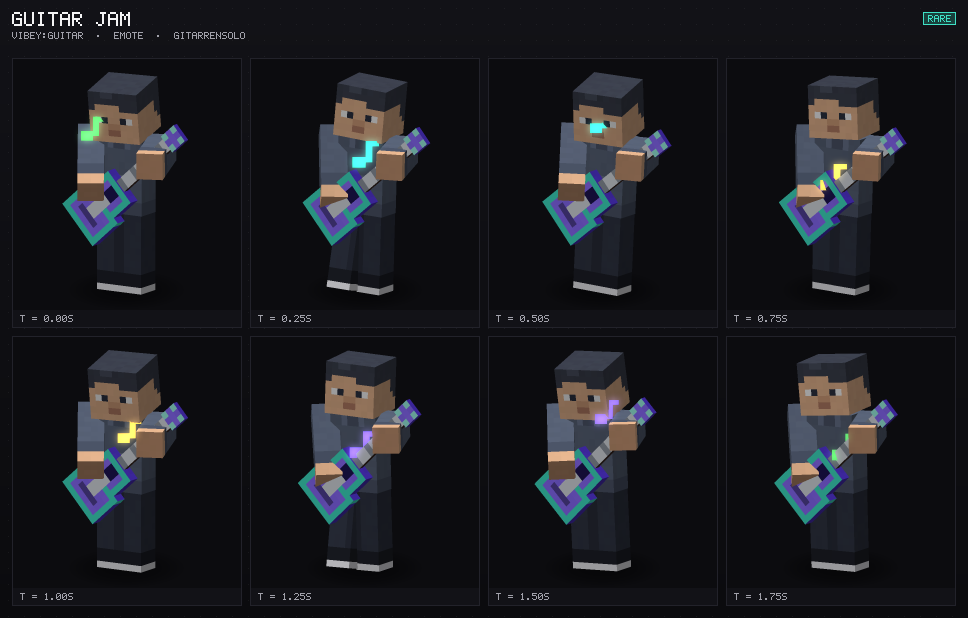 GUITAR JAM
RARE
VIBEY:GUITAR • EMOTE • GITARRENSOLO
T = 0.00S
T = 0.25S
T = 0.50S
T = 0.75S
T = 1.00S
T = 1.25S
T = 1.50S
T = 1.75S